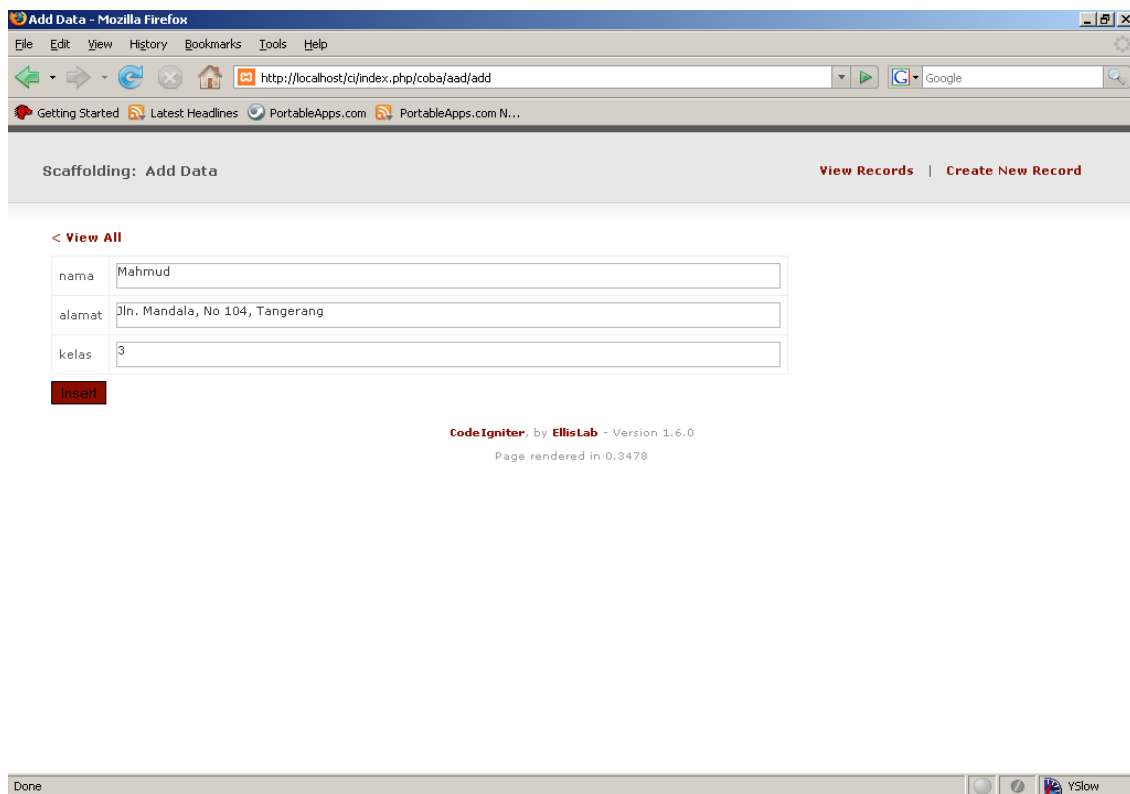 Add Data - Mozilla Firefox
File Edit View History Bookmarks Tools Help
http://localhost/ci/index.php/coba/aad/add
G Google
Getting Started Latest Headlines PortableApps.com PortableApps.com N...
Scaffolding: Add Data View Records | Create New Record
< View All
nama Mahmud
alamat Jln. Mandala, No 104, Tangerang
kelas 3
Insert
CodeIgniter, by EllisLab - Version 1.6.0
Page rendered in 0.3478
Done YSlow